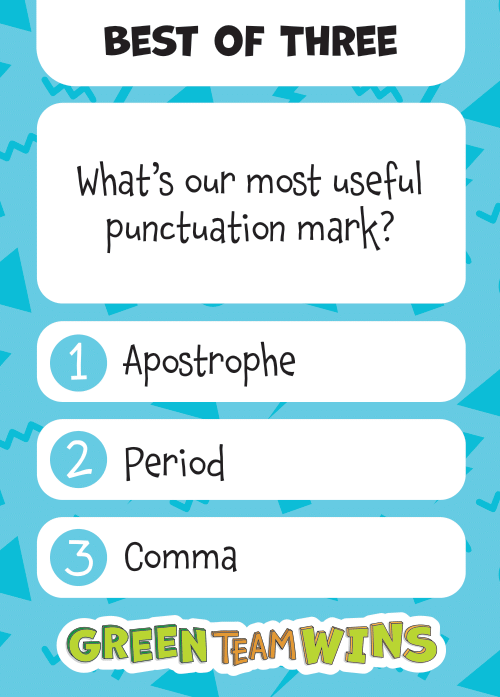 BEST OF THREE
What's our most useful
punctuation mark?
1 Apostrophe
2 Period
3 Comma
GREEN TEAM WINS